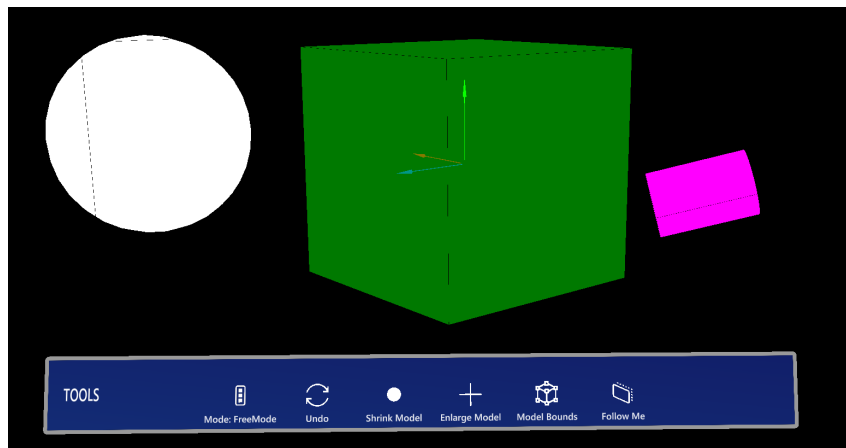 TOOLS
Mode: FreeMode
Undo
Shrink Model
Enlarge Model
Model Bounds
Follow Me